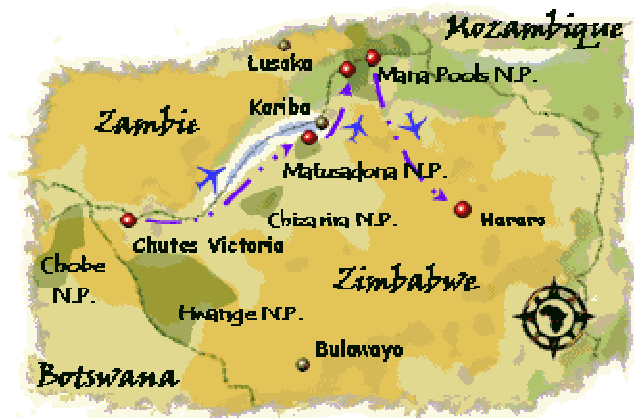 Mozambique
Lusaka
Mana Pools N.P.
Kariba
Zambie
Matusadona N.P.
Chizarira N.P.
Harare
Chutes Victoria
Chobe
N.P.
Zimbabwe
Hwange N.P.
Bulawayo
Botswana